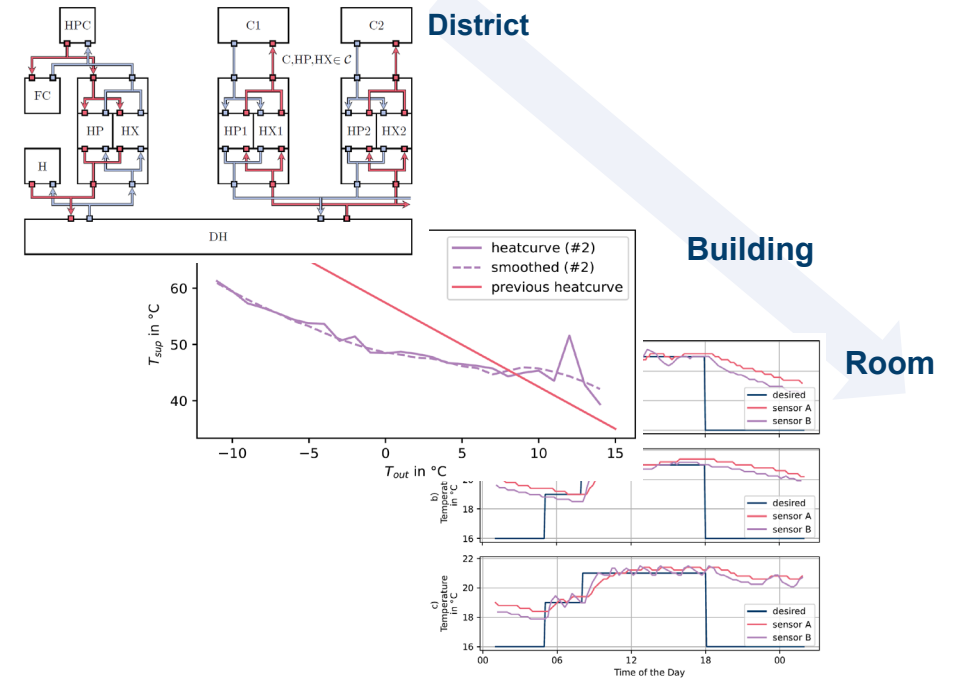 District
HPC
C1
C2
C,HP,HX∈ 𝒞
FC
HP
HX
HP1
HX1
HP2
HX2
H
DH
Building
heatcurve (#2)
smoothed (#2)
previous heatcurve
60
50
40
T_sup in °C
−10
−5
0
5
10
15
T_out in °C
Room
desired
sensor A
sensor B
b)
Temperature
in °C
18
16
desired
sensor A
sensor B
c)
Temperature
in °C
22
20
18
16
desired
sensor A
sensor B
00
06
12
18
00
Time of the Day